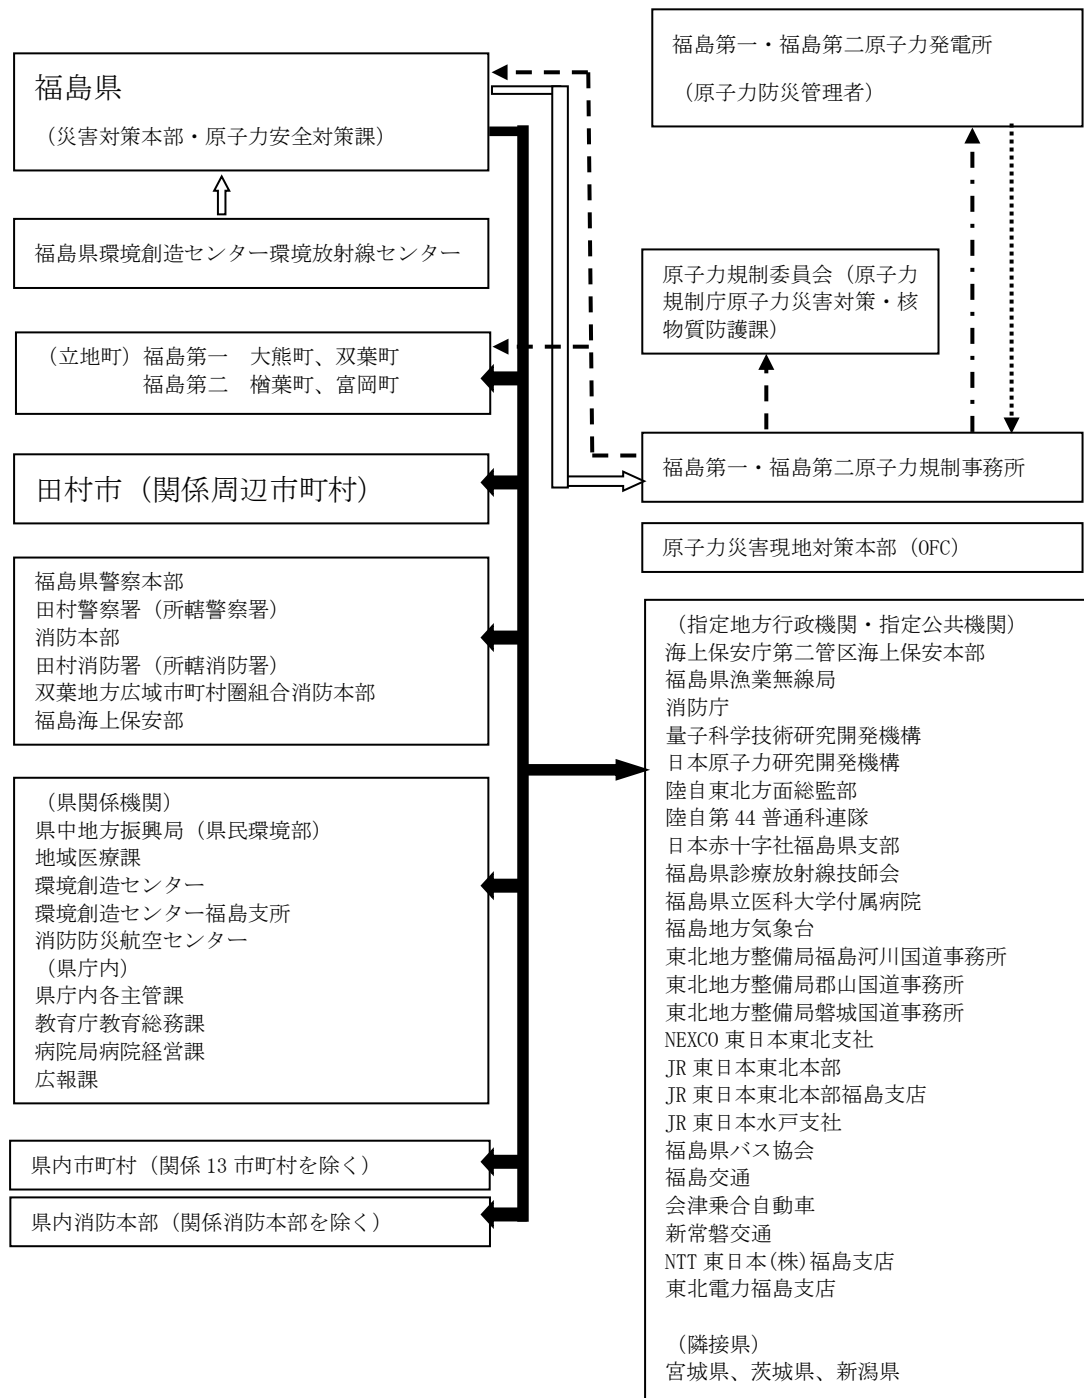 福島県
（災害対策本部・原子力安全対策課）
福島県環境創造センター環境放射線センター
（立地町）福島第一　大熊町、双葉町
福島第二　楢葉町、富岡町
田村市（関係周辺市町村）
福島県警察本部
田村警察署（所轄警察署）
消防本部
田村消防署（所轄消防署）
双葉地方広域市町村圏組合消防本部
福島海上保安部
（県関係機関）
県中地方振興局（県民環境部）
地域医療課
環境創造センター
環境創造センター福島支所
消防防災航空センター
（県庁内）
県庁内各主管課
教育庁教育総務課
病院局病院経営課
広報課
県内市町村（関係 13 市町村を除く）
県内消防本部（関係消防本部を除く）
福島第一・福島第二原子力発電所
（原子力防災管理者）
原子力規制委員会（原子力
規制庁原子力災害対策・核
物質防護課）
福島第一・福島第二原子力規制事務所
原子力災害現地対策本部（OFC）
（指定地方行政機関・指定公共機関）
海上保安庁第二管区海上保安本部
福島県漁業無線局
消防庁
量子科学技術研究開発機構
日本原子力研究開発機構
陸自東北方面総監部
陸自第 44 普通科連隊
日本赤十字社福島県支部
福島県診療放射線技師会
福島県立医科大学付属病院
福島地方気象台
東北地方整備局福島河川国道事務所
東北地方整備局郡山国道事務所
東北地方整備局磐城国道事務所
NEXCO 東日本東北支社
JR 東日本東北本部
JR 東日本東北本部福島支店
JR 東日本水戸支社
福島県バス協会
福島交通
会津乗合自動車
新常磐交通
NTT 東日本(株)福島支店
東北電力福島支店
（隣接県）
宮城県、茨城県、新潟県